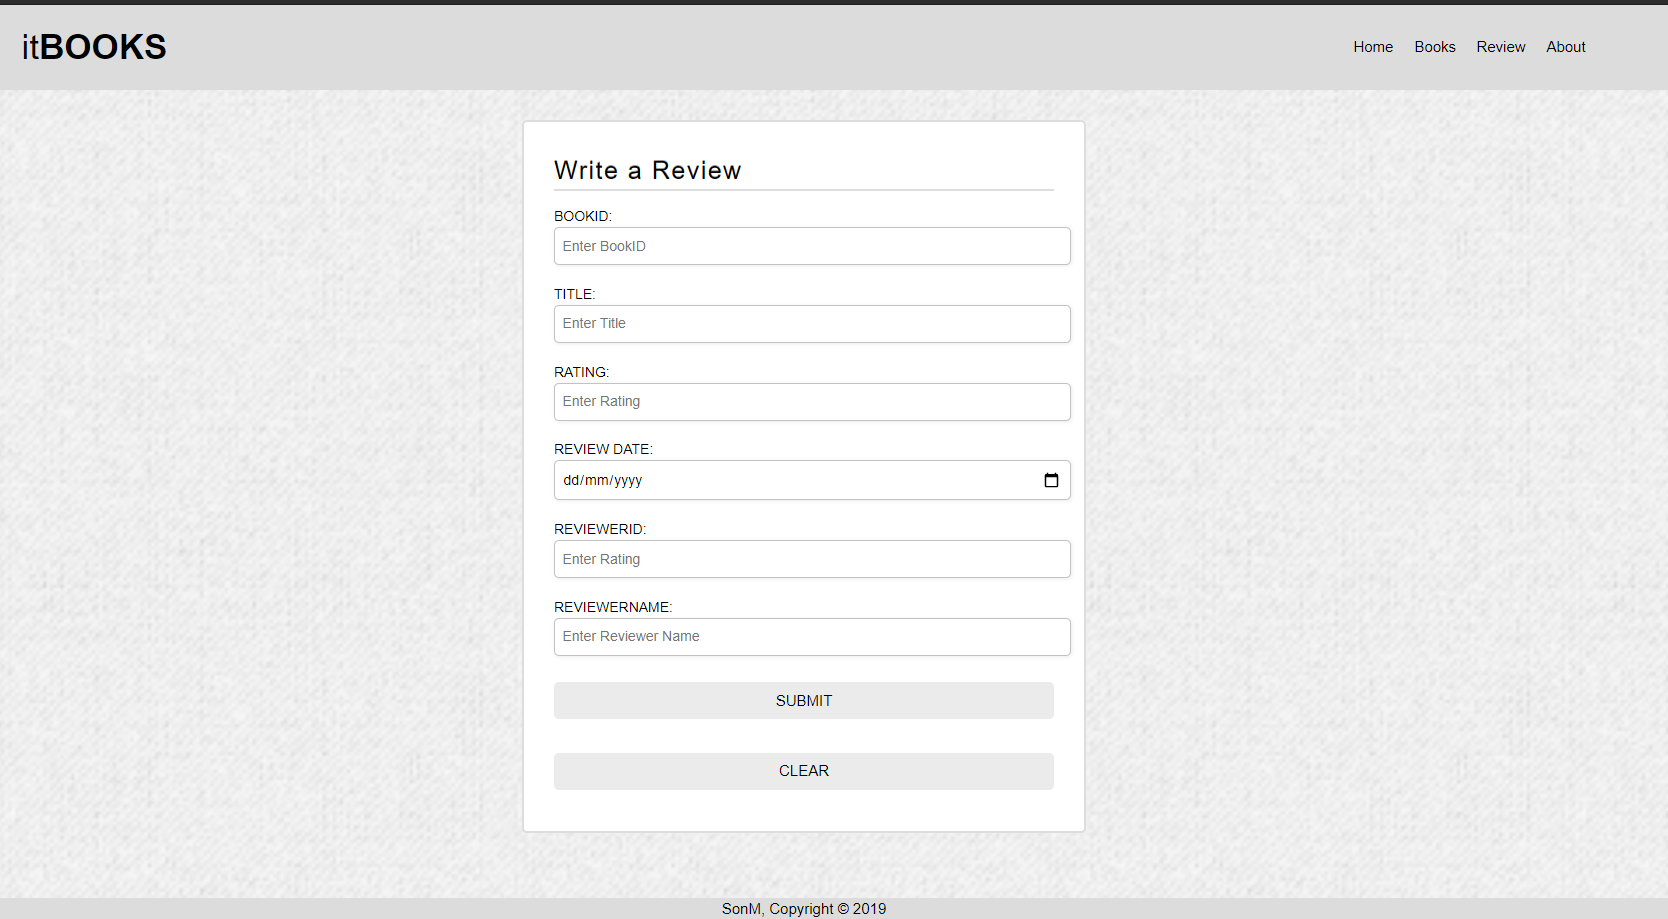 itBOOKS
Home Books Review About
Write a Review
BOOKID:
Enter BookID
TITLE:
Enter Title
RATING:
Enter Rating
REVIEW DATE:
dd/mm/yyyy
REVIEWERID:
Enter Rating
REVIEWERNAME:
Enter Reviewer Name
SUBMIT
CLEAR
SonM, Copyright © 2019